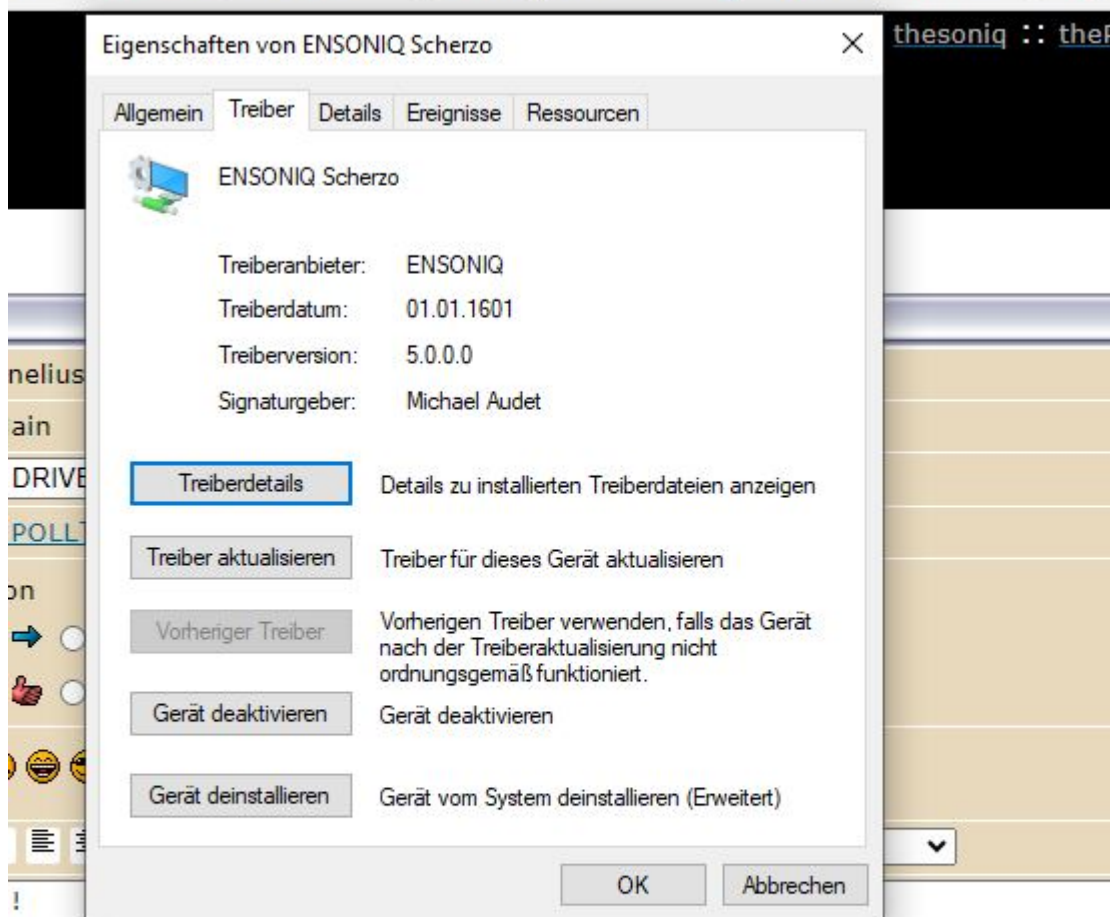 thesoniq :: theP
Eigenschaften von ENSONIQ Scherzo
Allgemein Treiber Details Ereignisse Ressourcen
ENSONIQ Scherzo
Treiberanbieter: ENSONIQ
Treiberdatum: 01.01.1601
Treiberversion: 5.0.0.0
Signaturgeber: Michael Audet
nelius
ain
DRIVE
POLL
on
Treiberdetails Details zu installierten Treiberdateien anzeigen
Treiber aktualisieren Treiber für dieses Gerät aktualisieren
Vorheriger Treiber Vorherigen Treiber verwenden, falls das Gerät
nach der Treiberaktualisierung nicht
ordnungsgemäß funktioniert.
Gerät deaktivieren Gerät deaktivieren
Gerät deinstallieren Gerät vom System deinstallieren (Erweitert)
OK Abbrechen
!